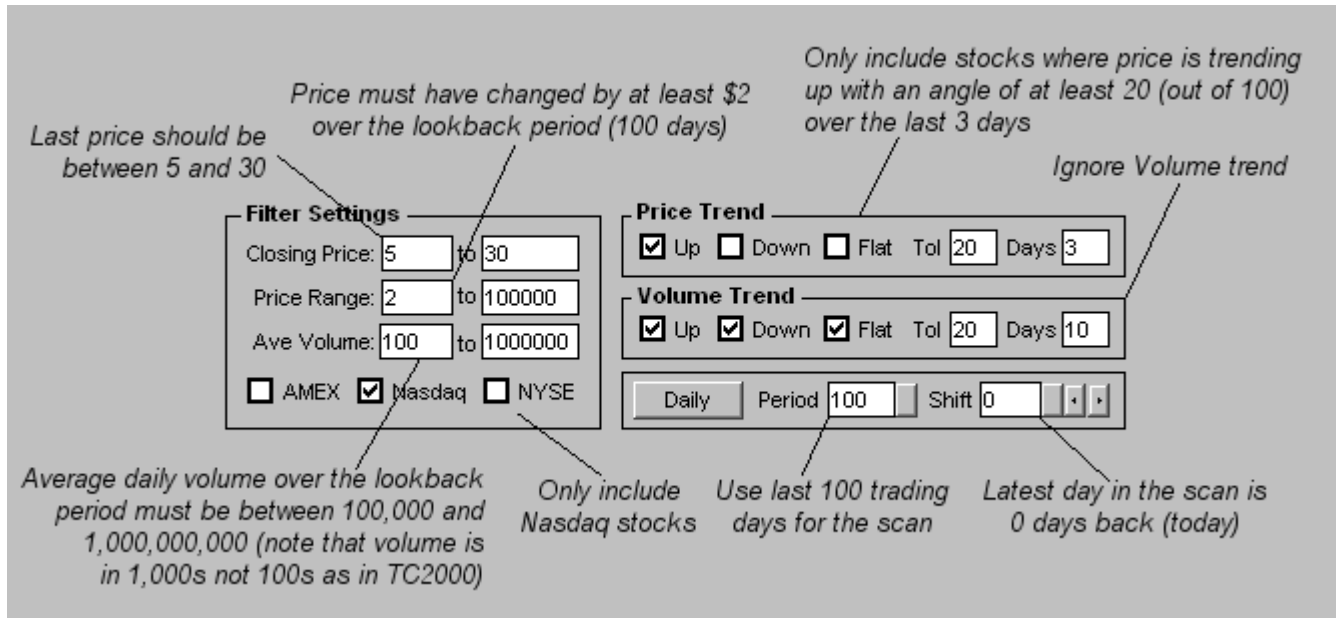 Only include stocks where price is trending
up with an angle of at least 20 (out of 100)
over the last 3 days
Price must have changed by at least $2
over the lookback period (100 days)
Last price should be
between 5 and 30
Ignore Volume trend
Filter Settings
Closing Price: 5 to 30
Price Range: 2 to 100000
Ave Volume: 100 to 1000000
AMEX Nasdaq NYSE
Price Trend
Up Down Flat Tol 20 Days 3
Volume Trend
Up Down Flat Tol 20 Days 10
Daily Period 100 Shift 0
Average daily volume over the lookback
period must be between 100,000 and
1,000,000,000 (note that volume is
in 1,000s not 100s as in TC2000)
Only include
Nasdaq stocks
Use last 100 trading
days for the scan
Latest day in the scan is
0 days back (today)